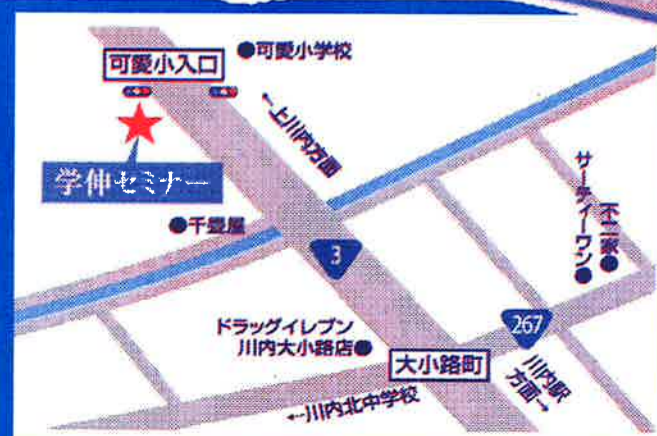 可愛小入口
●可愛小学校
←上川内方面
学伸セミナー
●千畳屋
サーティーワン●
不二家●
3
267
ドラッグイレブン
川内大小路店●
大小路町
川内駅
方面→
←川内北中学校